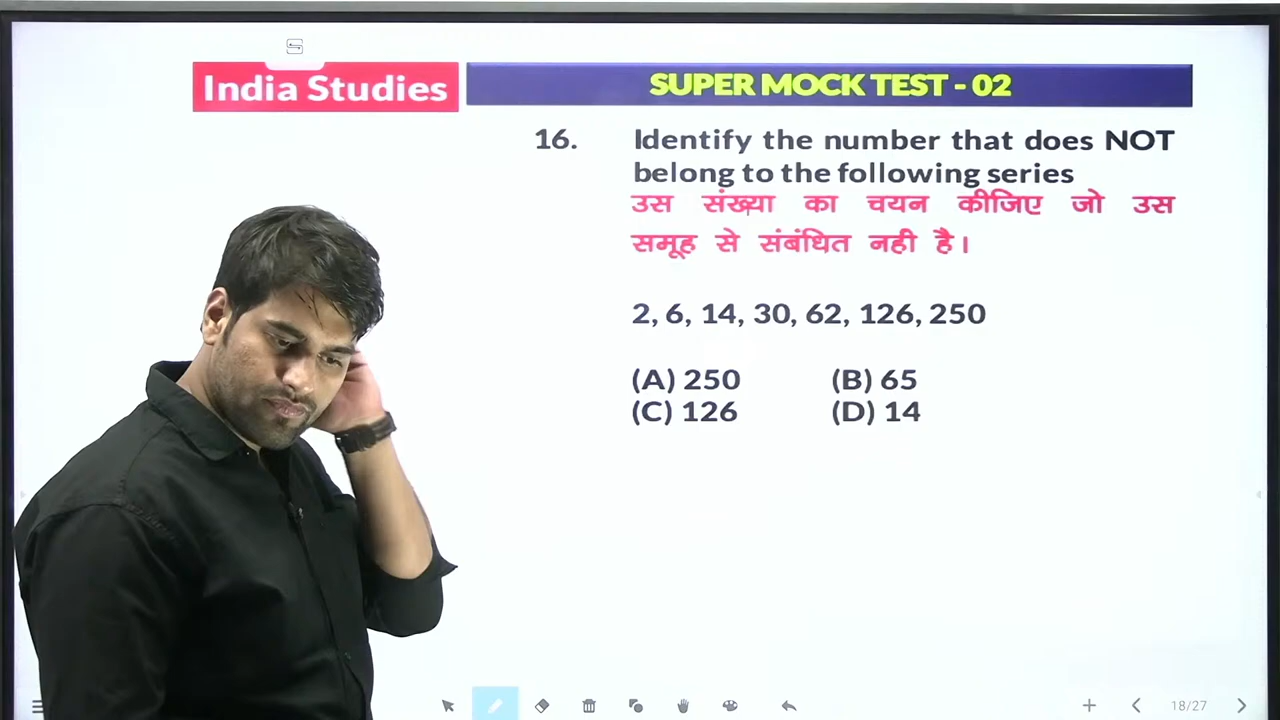 India Studies
SUPER MOCK TEST - 02
16. Identify the number that does NOT
belong to the following series
उस संख्या का चयन कीजिए जो उस
समूह से संबंधित नही है।
2, 6, 14, 30, 62, 126, 250
(A) 250 (B) 65
(C) 126 (D) 14
18/27